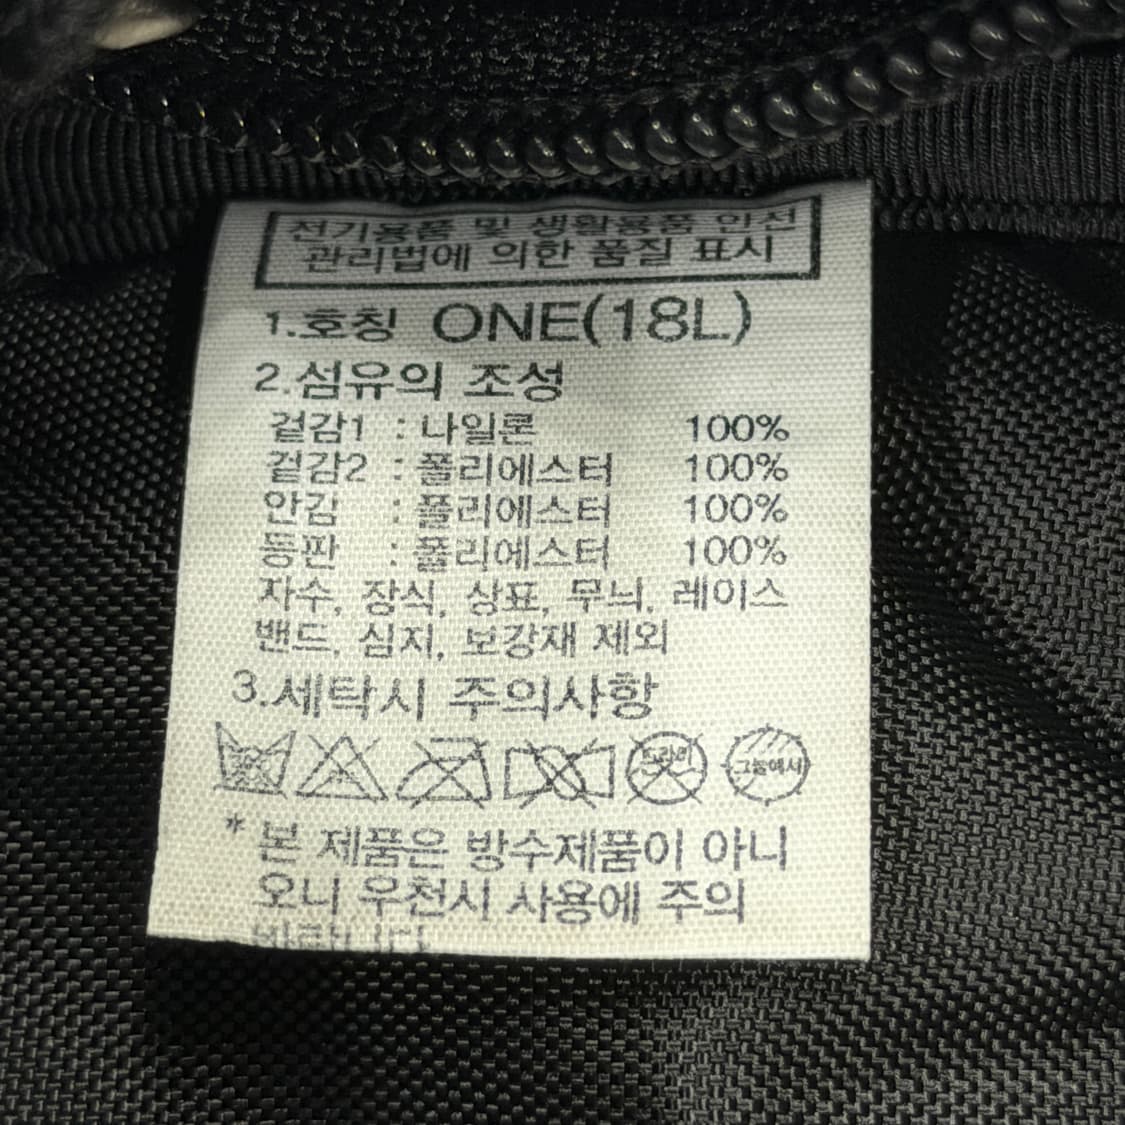 전기용품 및 생활용품 안전
관리법에 의한 품질 표시
1.호칭 ONE(18L)
2.섬유의 조성
겉감1 : 나일론 100%
겉감2 : 폴리에스터 100%
안감 : 폴리에스터 100%
등판 : 폴리에스터 100%
자수, 장식, 상표, 무늬, 레이스
밴드, 심지, 보강재 제외
3.세탁시 주의사항
드라이
그늘에서
* 본 제품은 방수제품이 아니
오니 우천시 사용에 주의
바랍니다